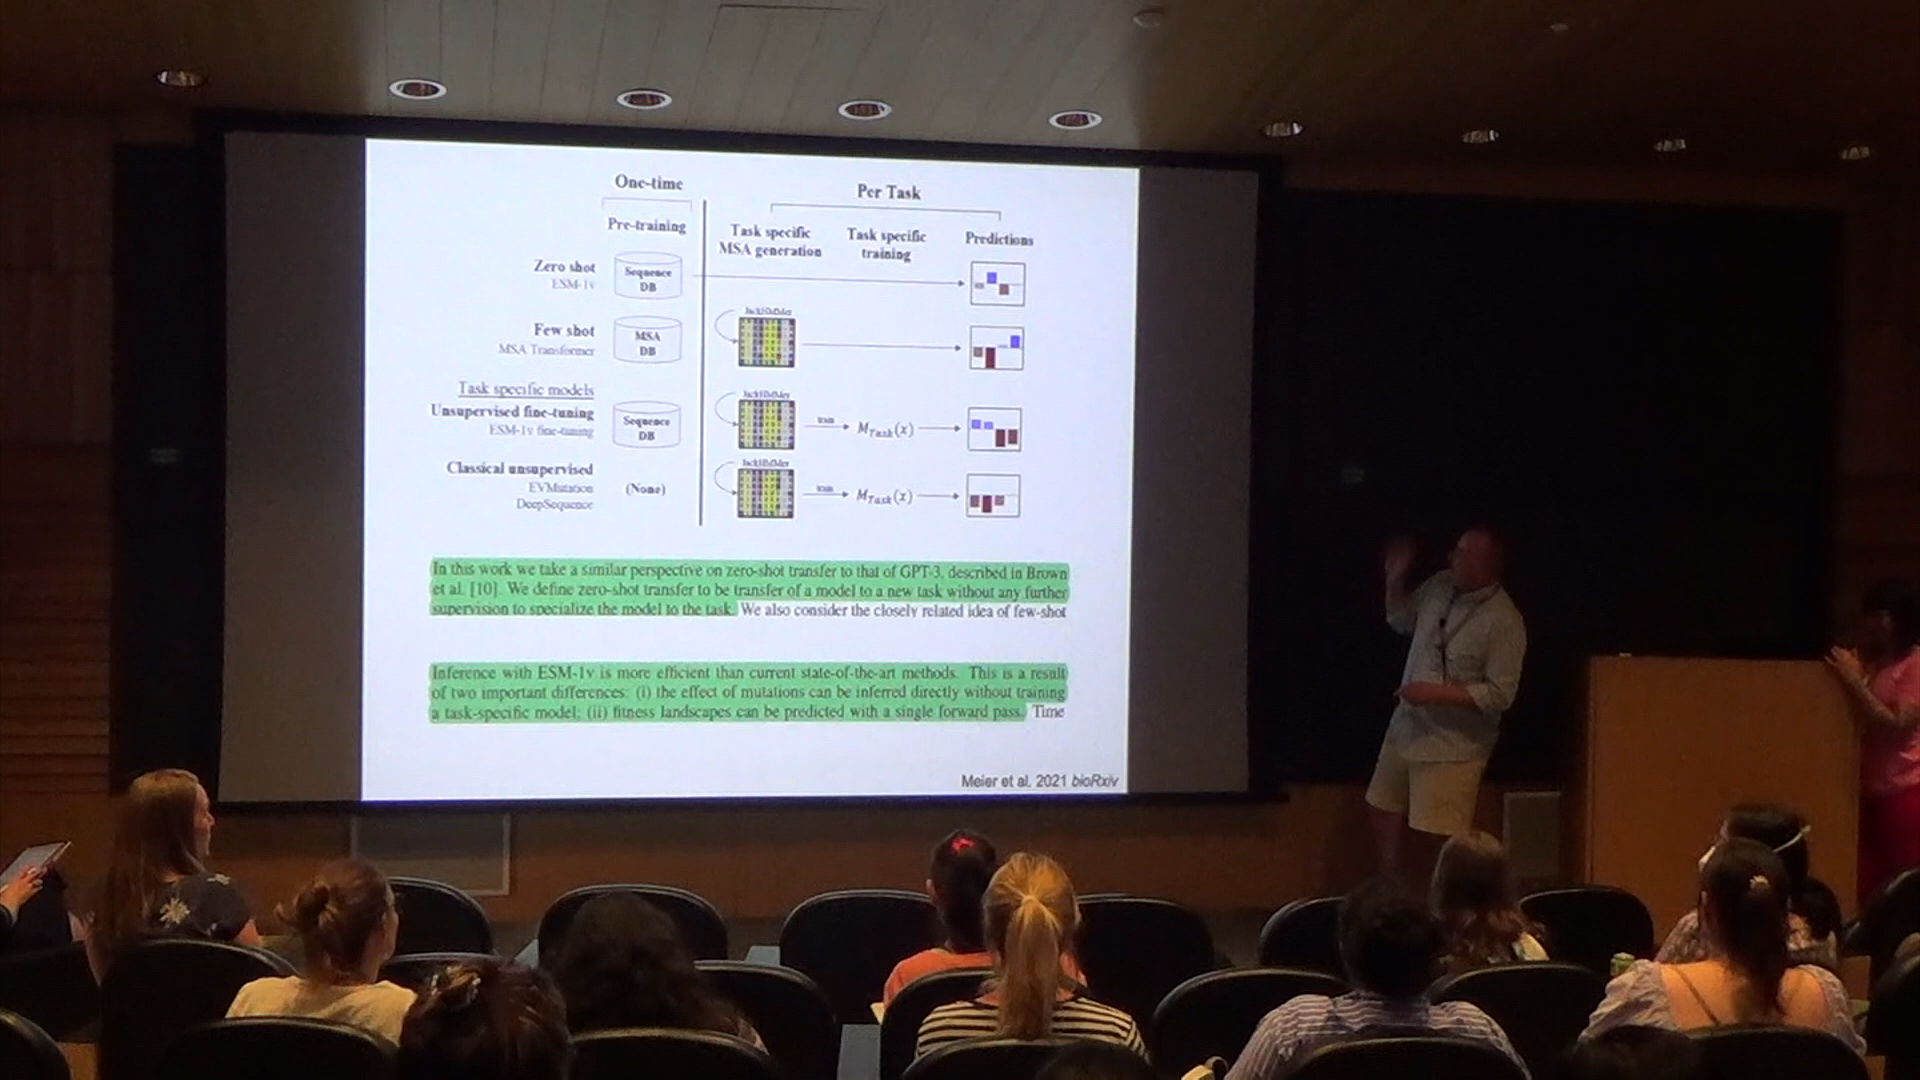 One-time
Per Task
Pre-training
Task specific
MSA generation
Task specific
training
Predictions
Zero shot
ESM-1v
Sequence
DB
Few shot
MSA Transformer
MSA
DB
JackHMMer
Task specific models
Unsupervised fine-tuning
ESM-1v fine-tuning
Sequence
DB
JackHMMer
train
M_Task(x)
Classical unsupervised
EVMutation
DeepSequence
(None)
JackHMMer
train
M_Task(x)
In this work we take a similar perspective on zero-shot transfer to that of GPT-3, described in Brown
et al. [10]. We define zero-shot transfer to be transfer of a model to a new task without any further
supervision to specialize the model to the task. We also consider the closely related idea of few-shot
Inference with ESM-1v is more efficient than current state-of-the-art methods. This is a result
of two important differences: (i) the effect of mutations can be inferred directly without training
a task-specific model; (ii) fitness landscapes can be predicted with a single forward pass. Time
Meier et al. 2021 bioRxiv